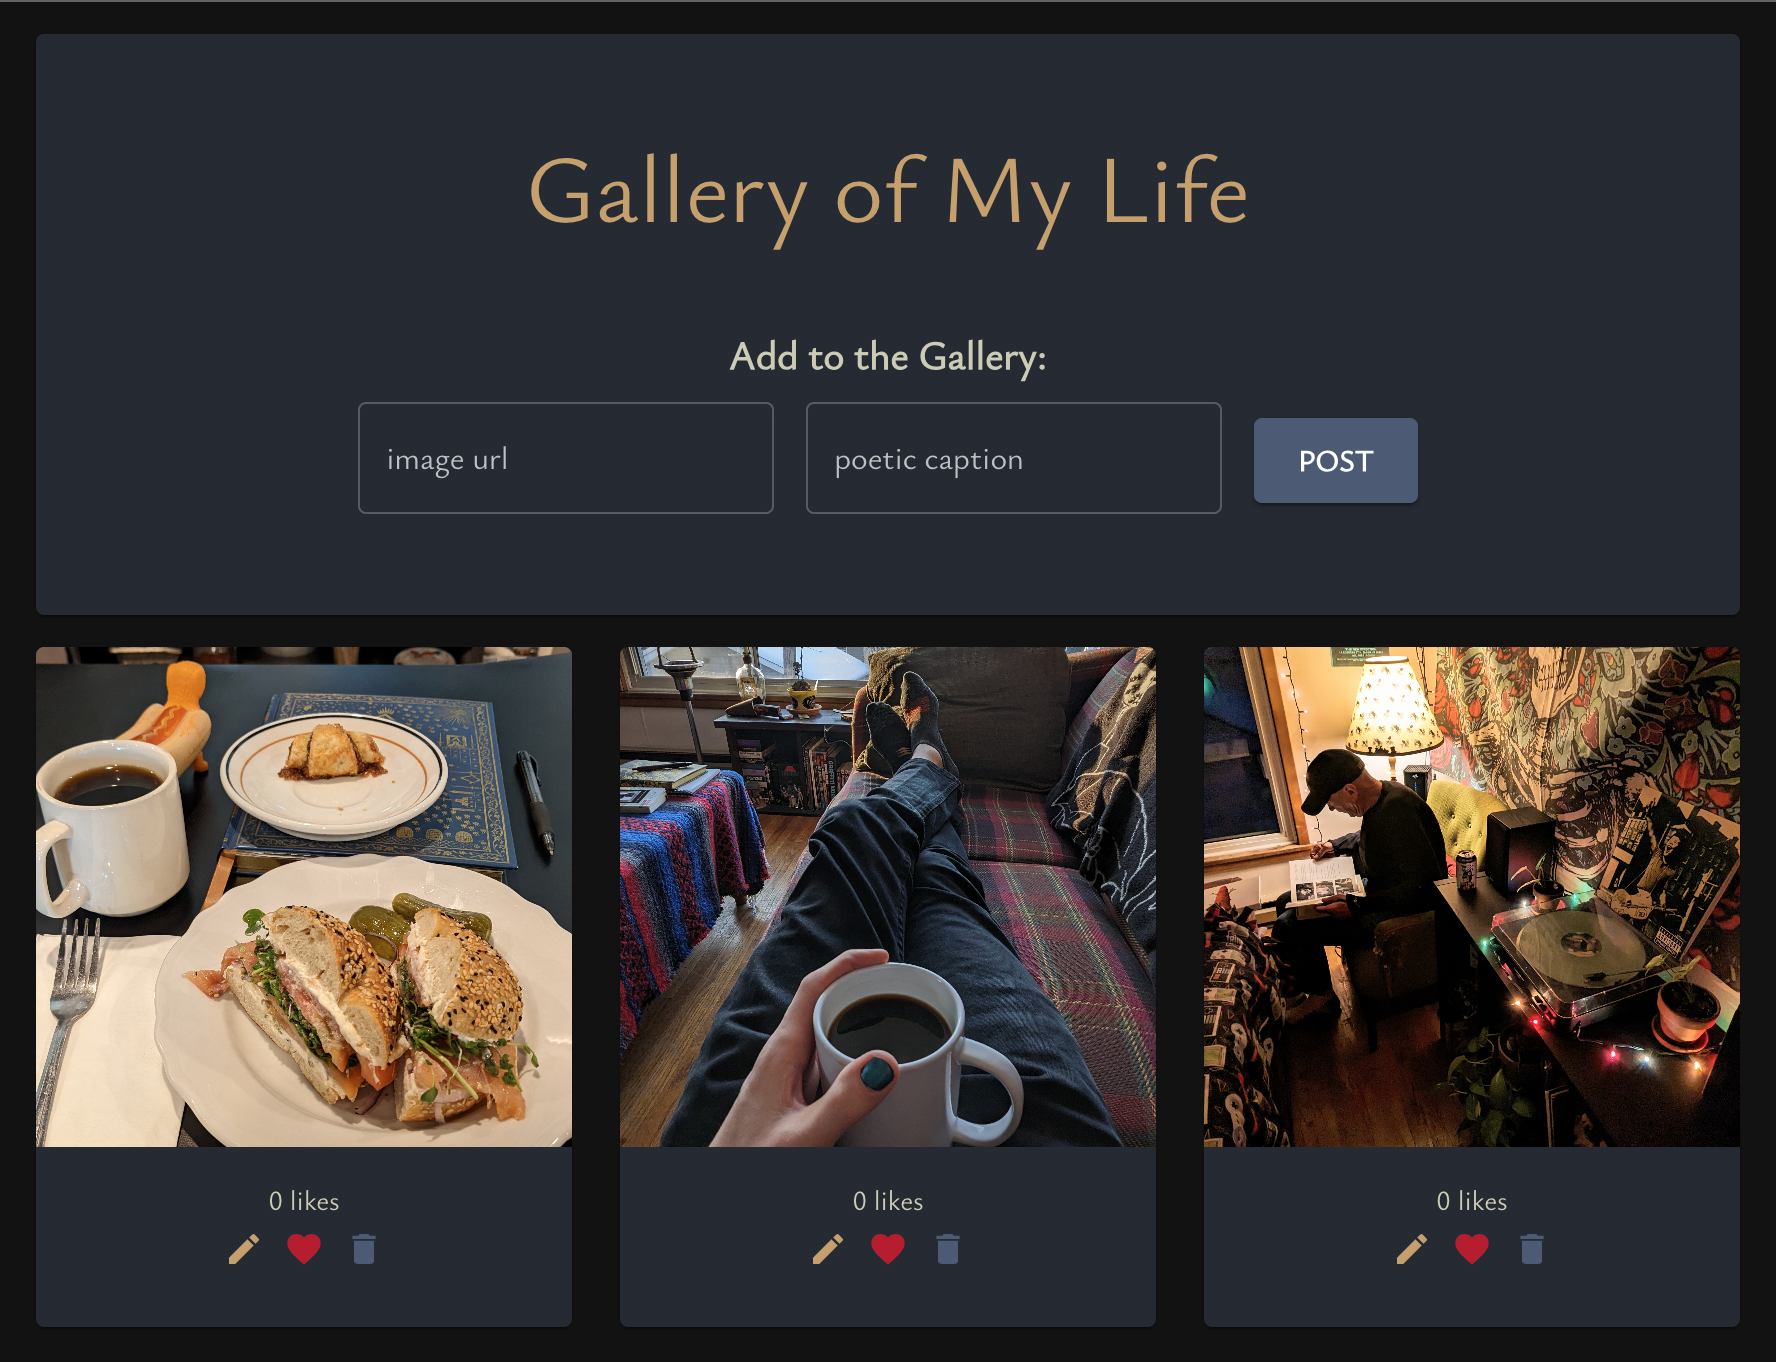 Gallery of My Life
Add to the Gallery:
image url
poetic caption
POST
0 likes
0 likes
0 likes